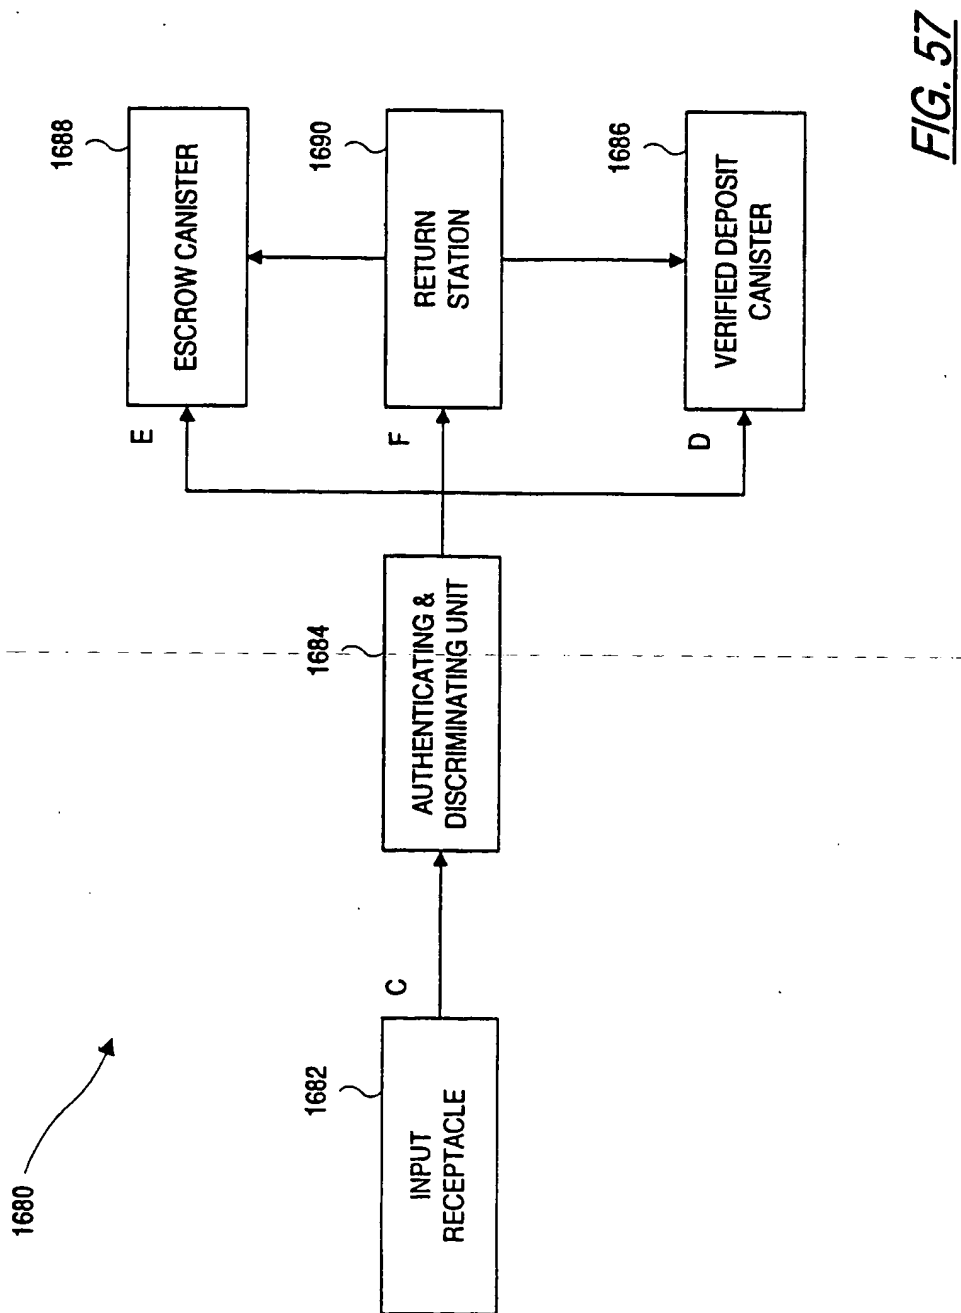 1680
1682
INPUT
RECEPTACLE
C
1684
AUTHENTICATING &
DISCRIMINATING UNIT
E
1688
ESCROW CANISTER
F
1690
RETURN
STATION
D
1686
VERIFIED DEPOSIT
CANISTER
FIG. 57